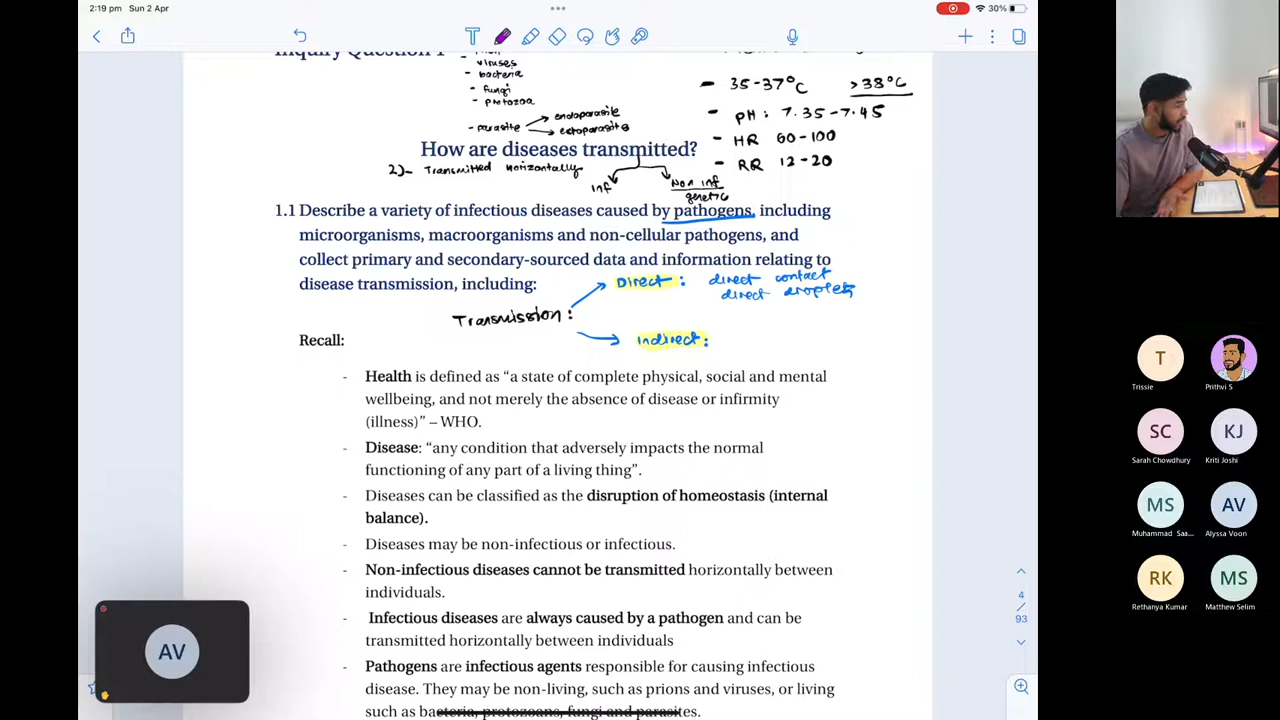 2:19 pm Sun 2 Apr
30%
Inquiry Question 1
viruses
- bacteria
- fungi
- protozoa
- parasite
endoparasite
ectoparasites
- 35-37°C >38°C
- PH: 7.35-7.45
- HR 60-100
- RR 12-20
How are diseases transmitted?
2)- Transmitted horizontally
inf
Non inf
genetic
1.1 Describe a variety of infectious diseases caused by pathogens, including
microorganisms, macroorganisms and non-cellular pathogens, and
collect primary and secondary-sourced data and information relating to
disease transmission, including:
Direct: direct contact
direct droplets
Transmission:
indirect:
Recall:
- Health is defined as “a state of complete physical, social and mental
wellbeing, and not merely the absence of disease or infirmity
(illness)” – WHO.
- Disease: “any condition that adversely impacts the normal
functioning of any part of a living thing”.
- Diseases can be classified as the disruption of homeostasis (internal
balance).
- Diseases may be non-infectious or infectious.
- Non-infectious diseases cannot be transmitted horizontally between
individuals.
- Infectious diseases are always caused by a pathogen and can be
transmitted horizontally between individuals
- Pathogens are infectious agents responsible for causing infectious
disease. They may be non-living, such as prions and viruses, or living
such as bacteria, protozoans, fungi and parasites.
4
/
93
AV
T
Trissie
Prithvi S
SC
Sarah Chowdhury
KJ
Kriti Joshi
MS
Muhammad Saa...
AV
Alyssa Voon
RK
Rethanya Kumar
MS
Matthew Selim